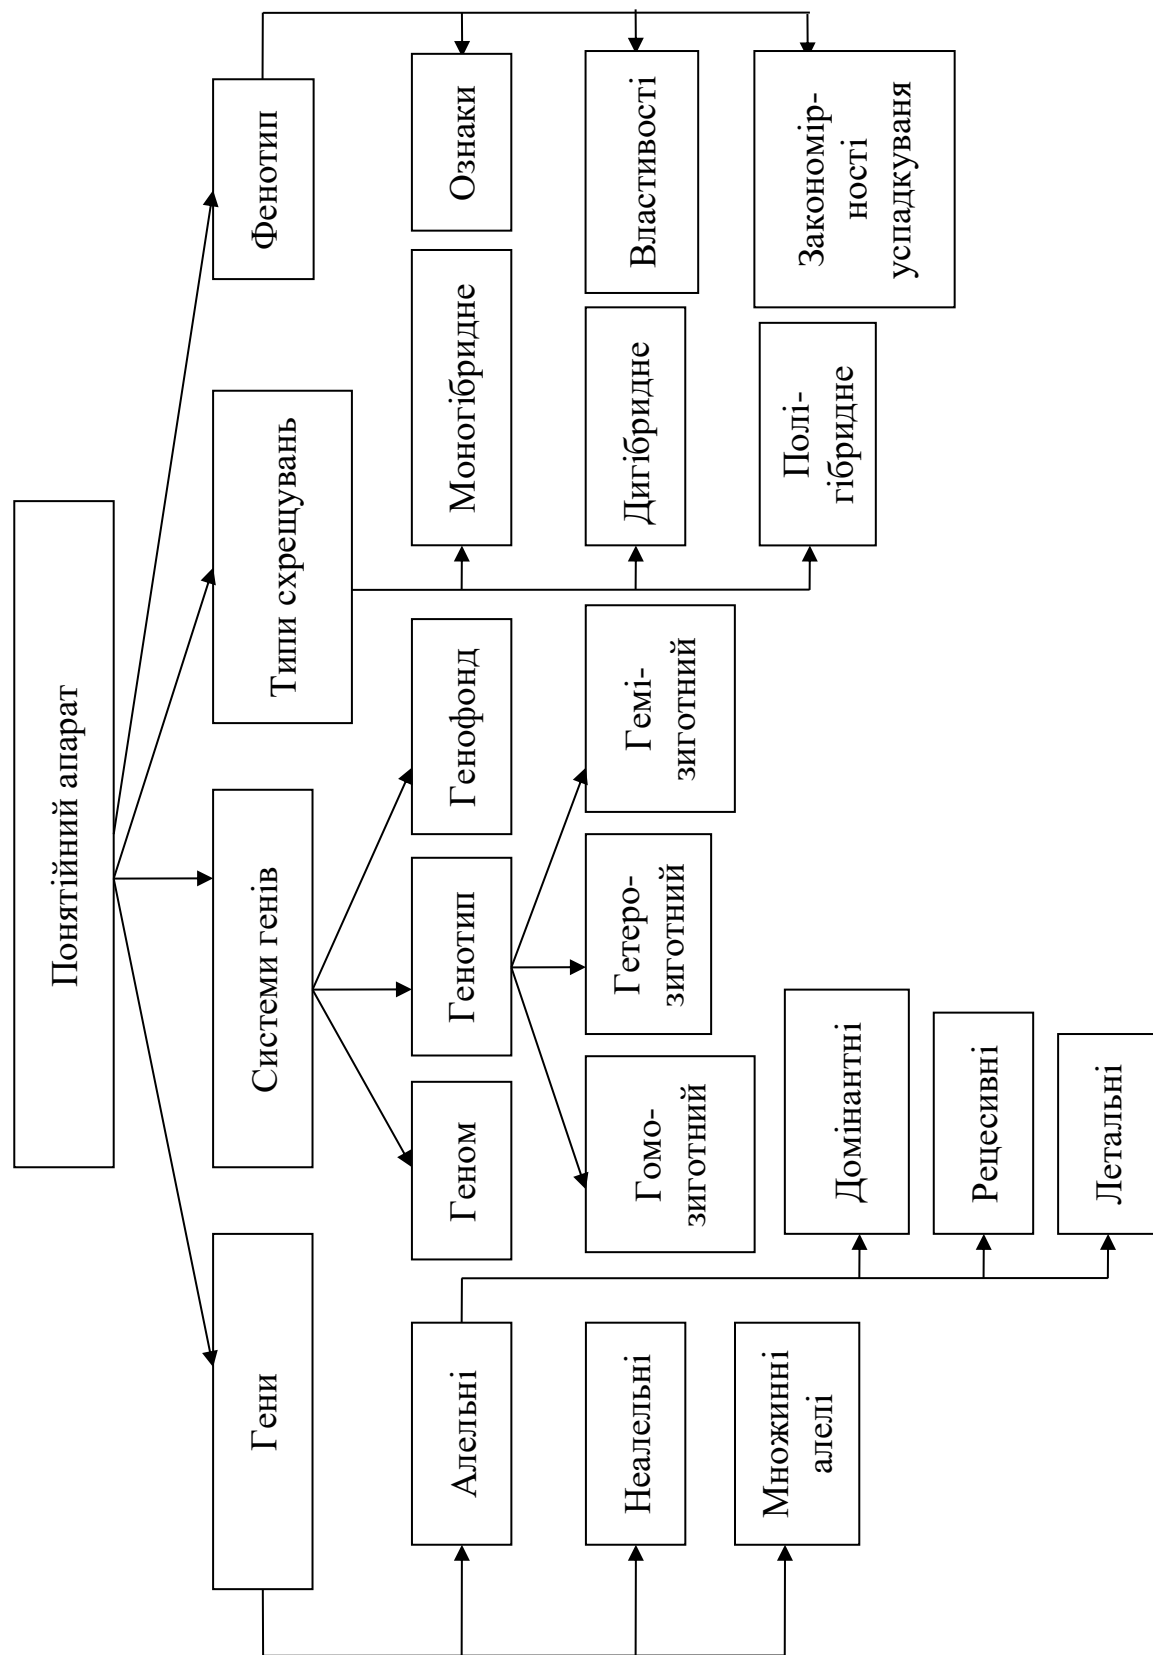 Понятійний апарат
Гени
Системи генів
Типи схрещувань
Фенотип
Алельні
Геном
Генотип
Генофонд
Моногібридне
Ознаки
Неалельні
Гомо-
зиготний
Гетеро-
зиготний
Гемі-
зиготний
Дигібридне
Властивості
Множинні
алелі
Домінантні
Полі-
гібридне
Закономір-
ності
успадкуваня
Рецесивні
Летальні